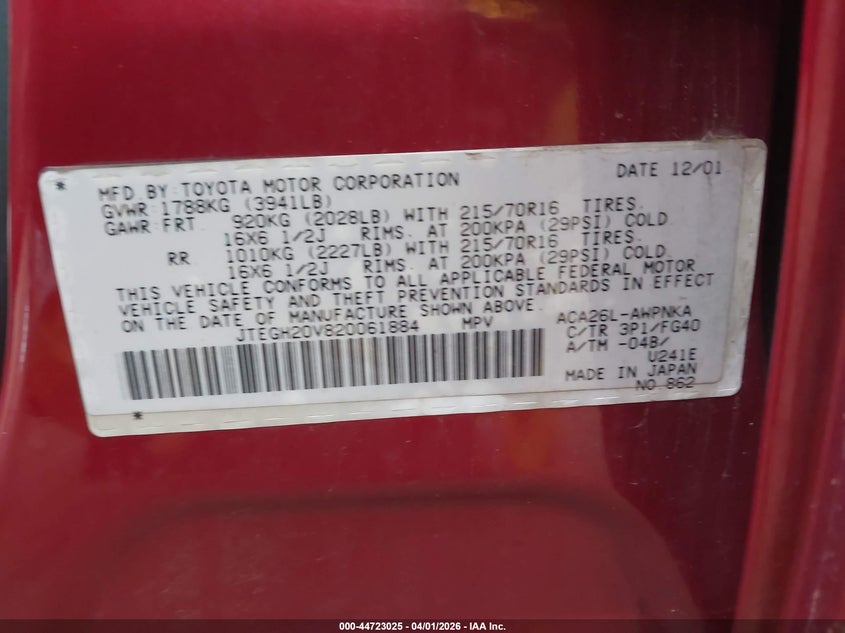 * MFD BY: TOYOTA MOTOR CORPORATION DATE 12/01
GVWR 1788KG (3941LB)
GAWR FRT 920KG (2028LB) WITH 215/70R16 TIRES.
16X6 1/2J RIMS. AT 200KPA (29PSI) COLD
RR 1010KG (2227LB) WITH 215/70R16 TIRES.
16X6 1/2J RIMS. AT 200KPA (29PSI) COLD.
THIS VEHICLE CONFORMS TO ALL APPLICABLE FEDERAL MOTOR
VEHICLE SAFETY AND THEFT PREVENTION STANDARDS IN EFFECT
ON THE DATE OF MANUFACTURE SHOWN ABOVE.
JTEGH20V820061884 MPV
ACA26L-AWPNKA
C/TR 3P1/FG40
A/TM -04B/
U241E
MADE IN JAPAN
NO 862
*
000-44723025 - 04/01/2026 - IAA Inc.